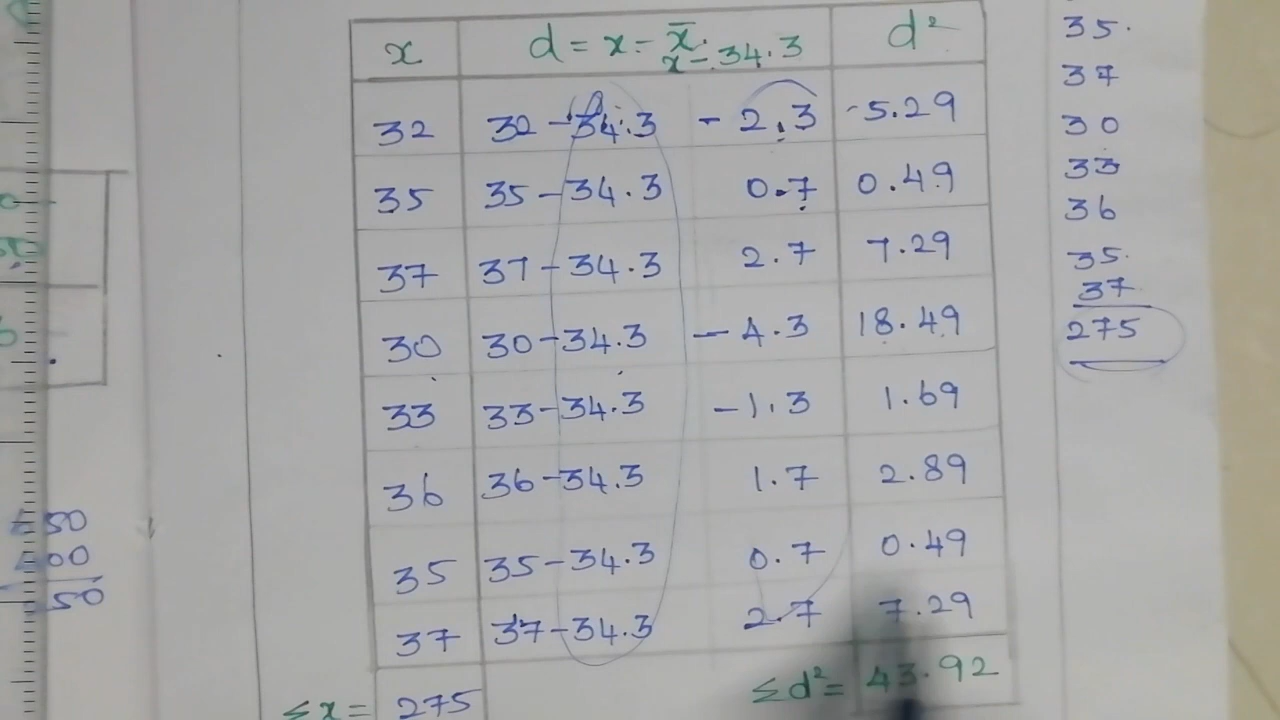 x d = x - x̄. d²
x - 34.3
32 32 - 34.3 - 2.3 -5.29
35 35 - 34.3 0.7 0.49
37 37 - 34.3 2.7 7.29
30 30 - 34.3 - 4.3 18.49
33 33 - 34.3 - 1.3 1.69
36 36 - 34.3 1.7 2.89
35 35 - 34.3 0.7 0.49
37 37 - 34.3 2.7 7.29
Σx = 275 Σd² = 43.92
35.
37
30
33
36
35.
37
275
50
00
50